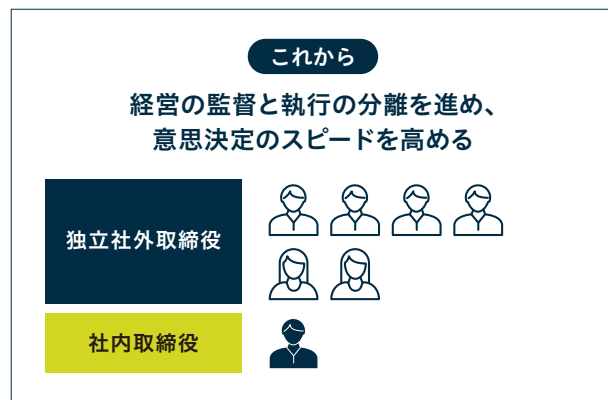 これから
経営の監督と執行の分離を進め、
意思決定のスピードを高める
独立社外取締役
社内取締役